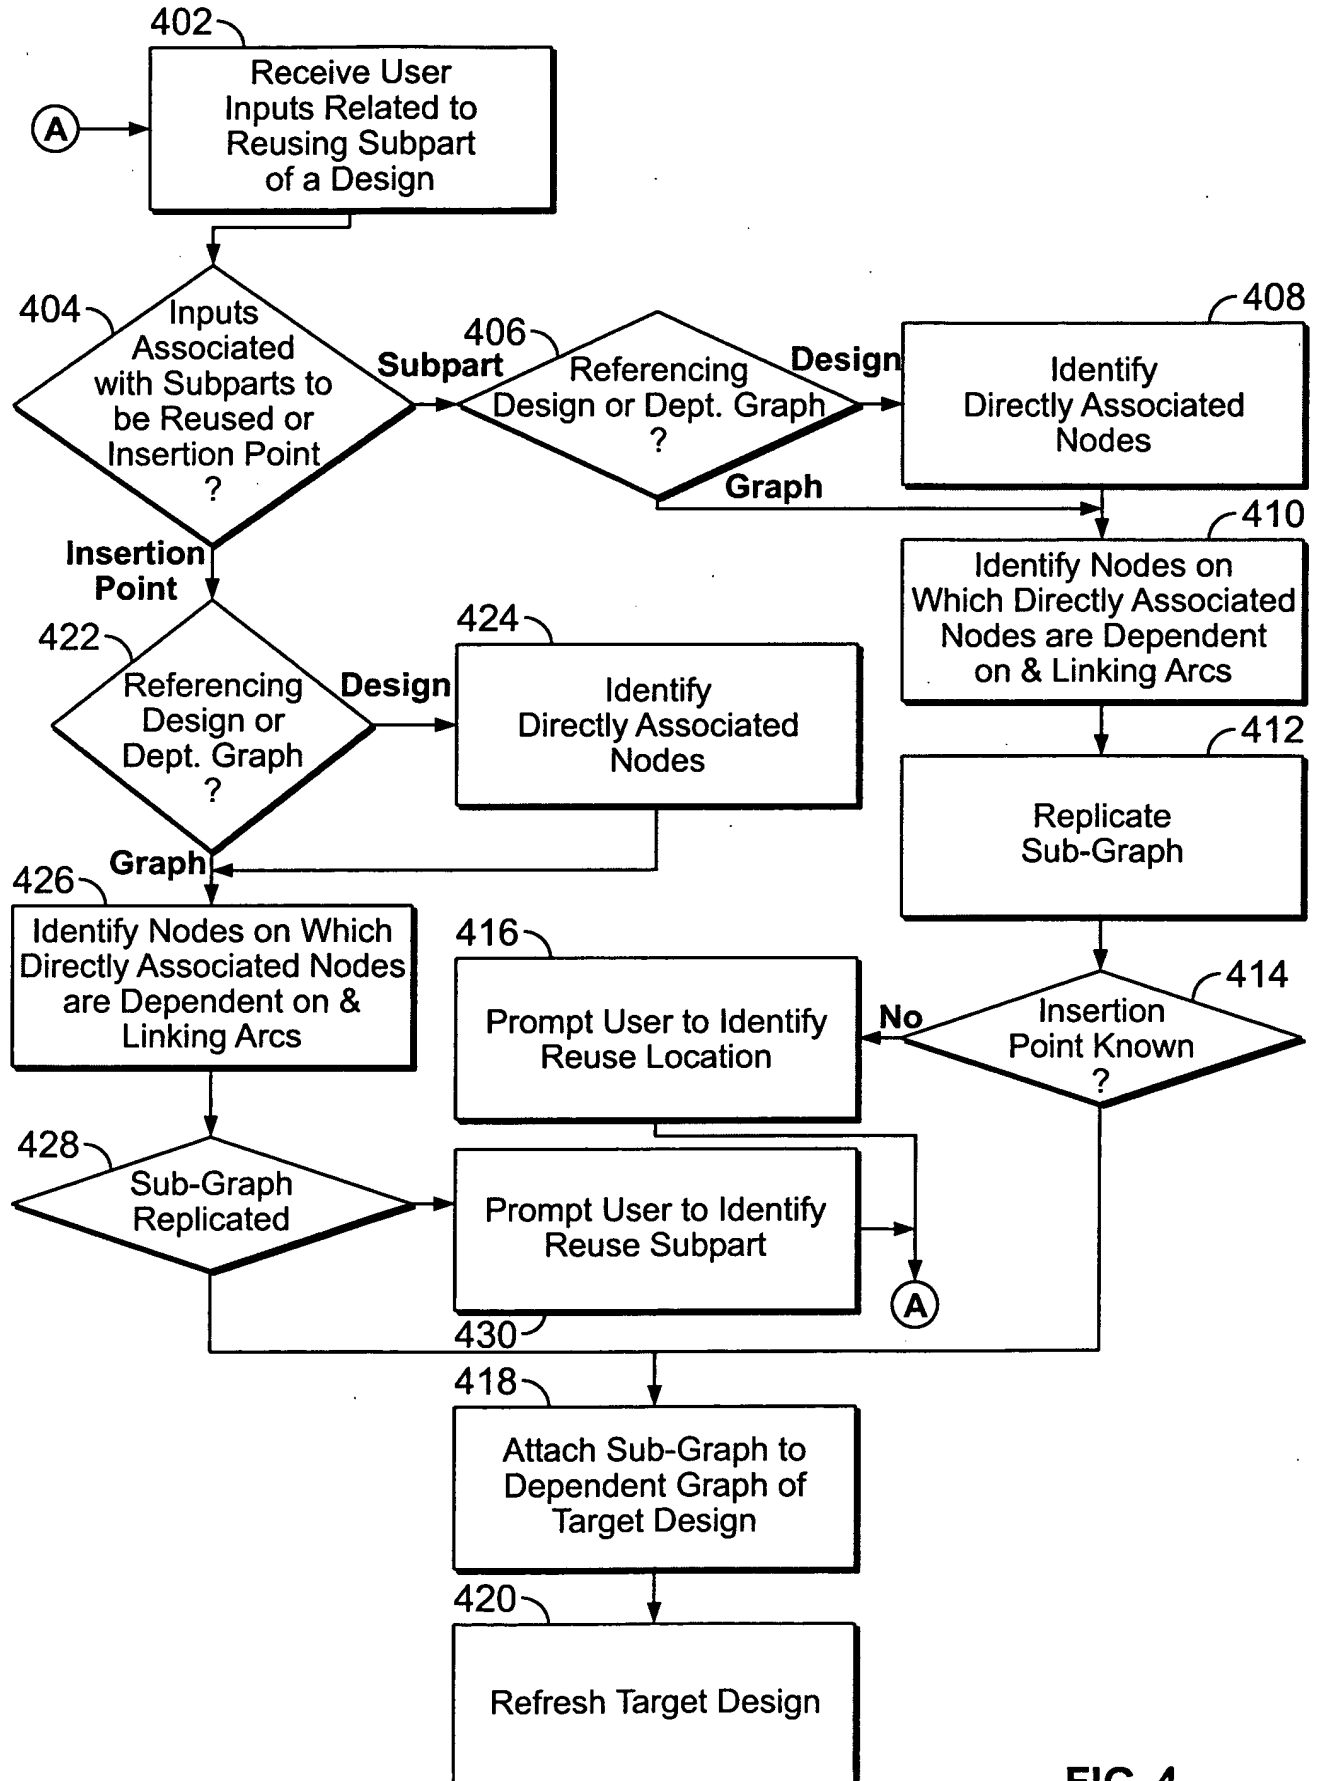 402
Receive User
Inputs Related to
Reusing Subpart
of a Design
A
404
Inputs
Associated
with Subparts to
be Reused or
Insertion Point
?
Subpart
406
Referencing
Design or Dept. Graph
?
Design
Graph
408
Identify
Directly Associated
Nodes
410
Identify Nodes on
Which Directly Associated
Nodes are Dependent
on & Linking Arcs
412
Replicate
Sub-Graph
414
Insertion
Point Known
?
No
416
Prompt User to Identify
Reuse Location
Insertion
Point
422
Referencing
Design or
Dept. Graph
?
Design
424
Identify
Directly Associated
Nodes
Graph
426
Identify Nodes on Which
Directly Associated Nodes
are Dependent on &
Linking Arcs
428
Sub-Graph
Replicated
Prompt User to Identify
Reuse Subpart
430
A
418
Attach Sub-Graph to
Dependent Graph of
Target Design
420
Refresh Target Design
FIG. 4